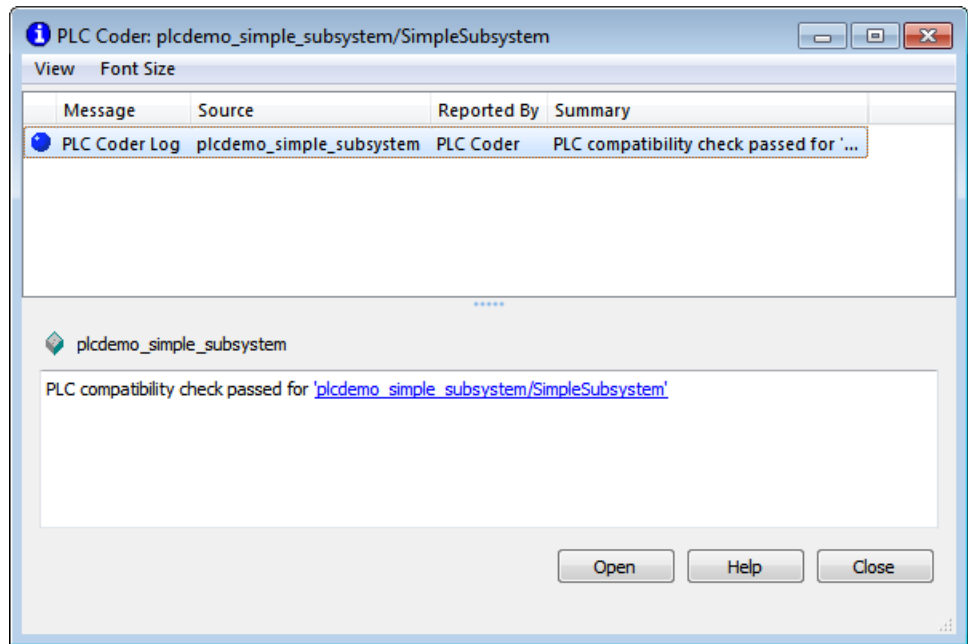 PLC Coder: plcdemo_simple_subsystem/SimpleSubsystem
View Font Size
Message Source Reported By Summary
PLC Coder Log plcdemo_simple_subsystem PLC Coder PLC compatibility check passed for '...
plcdemo_simple_subsystem
PLC compatibility check passed for 'plcdemo_simple_subsystem/SimpleSubsystem'
Open Help Close